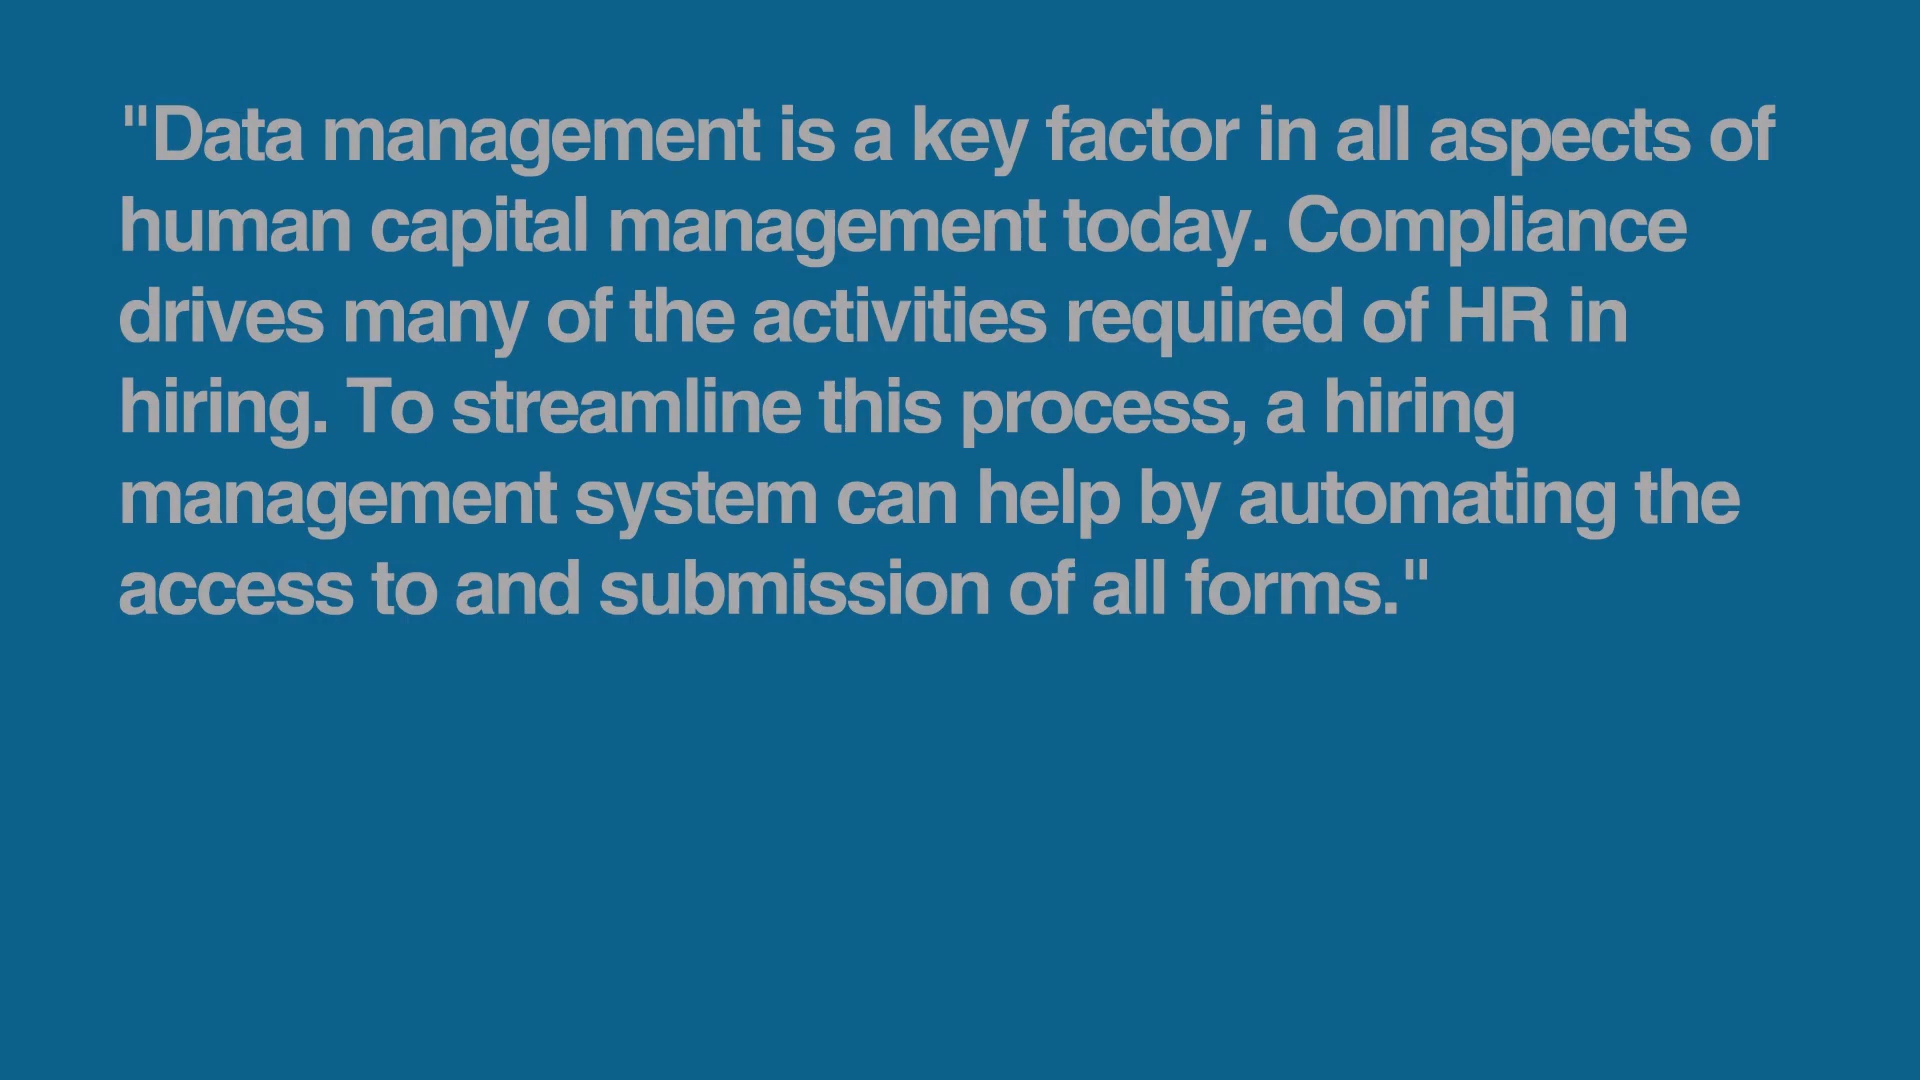 "Data management is a key factor in all aspects of
human capital management today. Compliance
drives many of the activities required of HR in
hiring. To streamline this process, a hiring
management system can help by automating the
access to and submission of all forms."